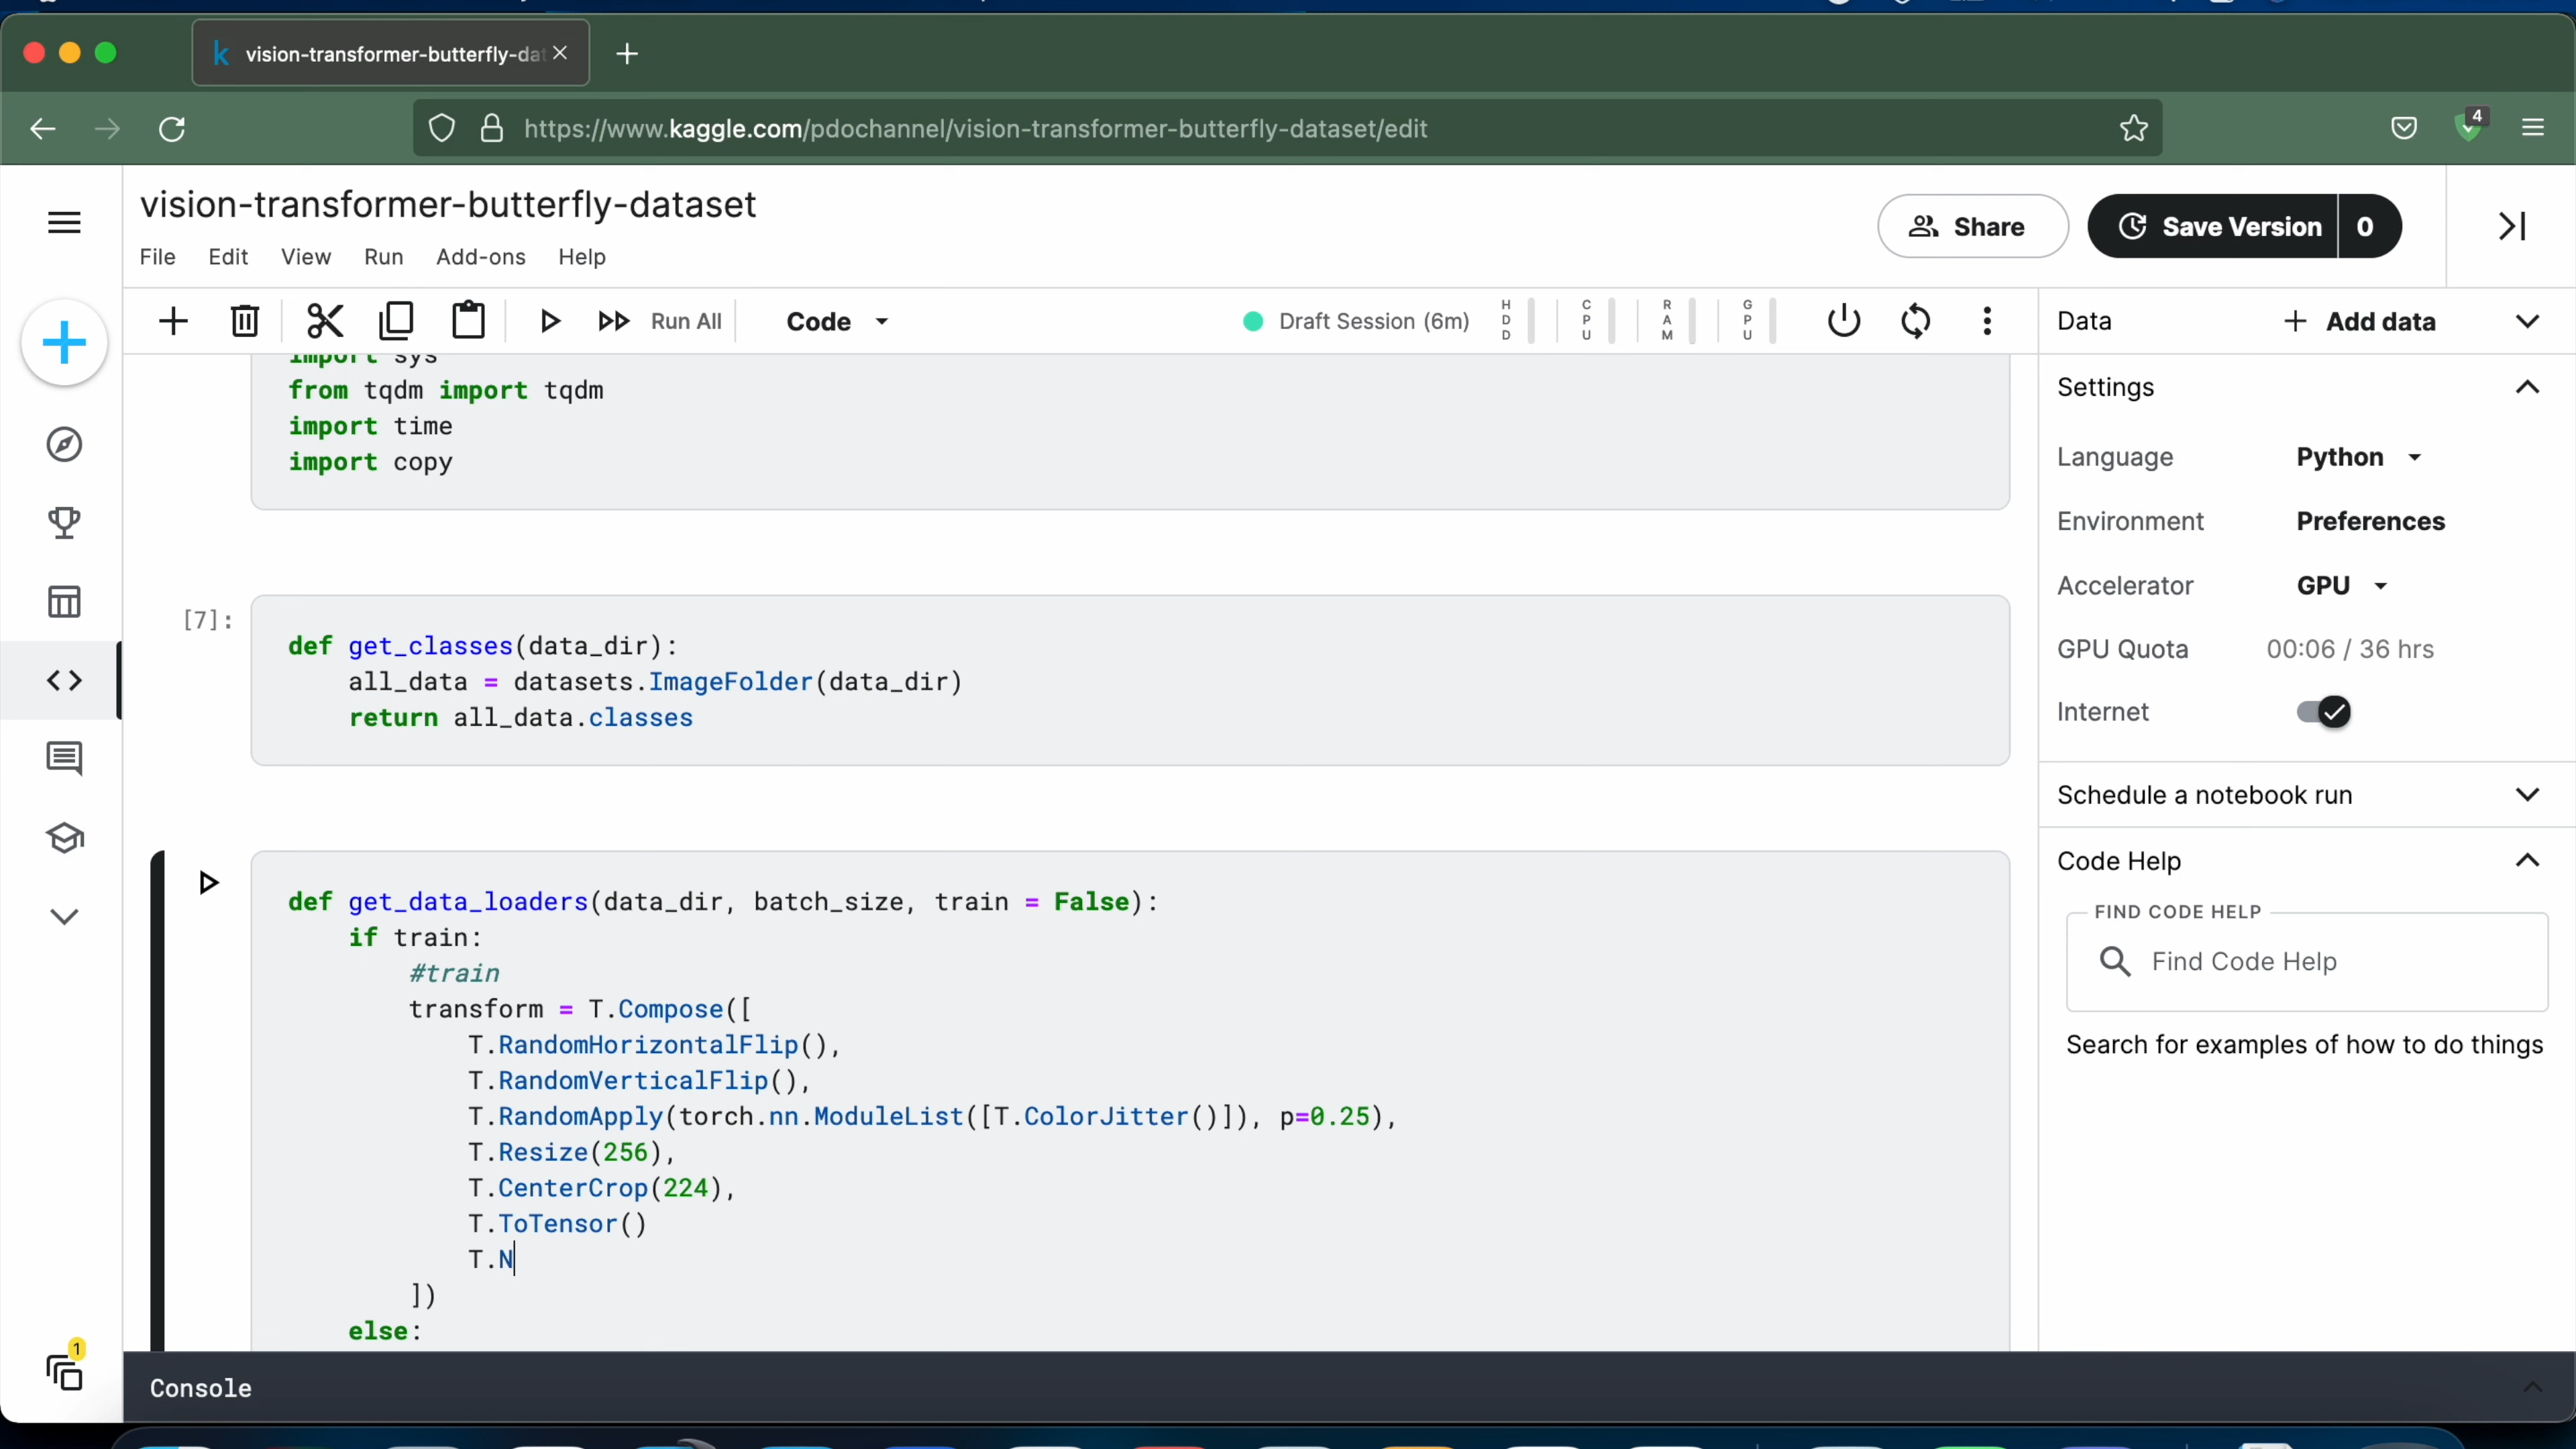 vision-transformer-butterfly-dat
https://www.kaggle.com/pdochannel/vision-transformer-butterfly-dataset/edit
4
vision-transformer-butterfly-dataset
File Edit View Run Add-ons Help
Share
Save Version 0
Run All
Code
Draft Session (6m)
HDD
CPU
RAM
GPU
import sys
from tqdm import tqdm
import time
import copy
[7]:
def get_classes(data_dir):
all_data = datasets.ImageFolder(data_dir)
return all_data.classes
def get_data_loaders(data_dir, batch_size, train = False):
if train:
#train
transform = T.Compose([
T.RandomHorizontalFlip(),
T.RandomVerticalFlip(),
T.RandomApply(torch.nn.ModuleList([T.ColorJitter()]), p=0.25),
T.Resize(256),
T.CenterCrop(224),
T.ToTensor()
T.N
])
else:
Data
+ Add data
Settings
Language Python
Environment Preferences
Accelerator GPU
GPU Quota 00:06 / 36 hrs
Internet
Schedule a notebook run
Code Help
FIND CODE HELP
Find Code Help
Search for examples of how to do things
1
Console